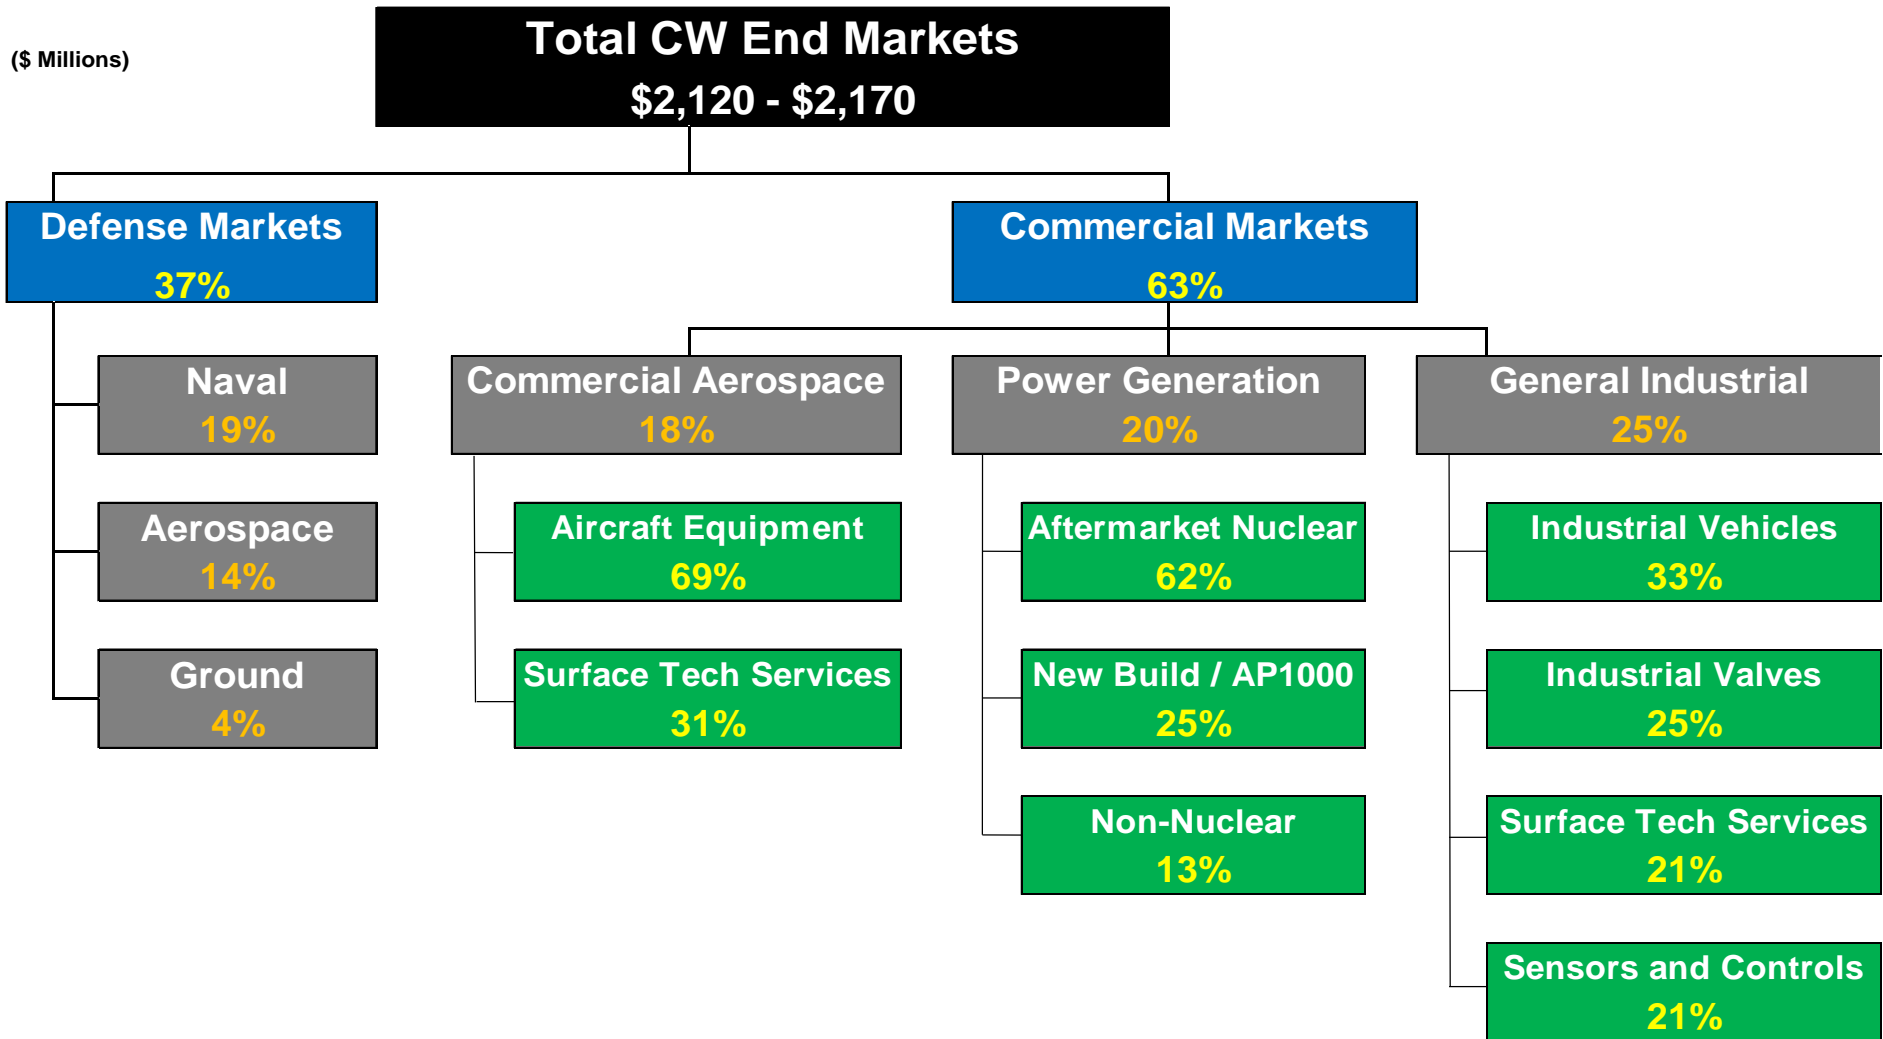 ($ Millions)
Total CW End Markets
$2,120 - $2,170
Defense Markets
37%
Commercial Markets
63%
Naval
19%
Aerospace
14%
Ground
4%
Commercial Aerospace
18%
Aircraft Equipment
69%
Surface Tech Services
31%
Power Generation
20%
Aftermarket Nuclear
62%
New Build / AP1000
25%
Non-Nuclear
13%
General Industrial
25%
Industrial Vehicles
33%
Industrial Valves
25%
Surface Tech Services
21%
Sensors and Controls
21%